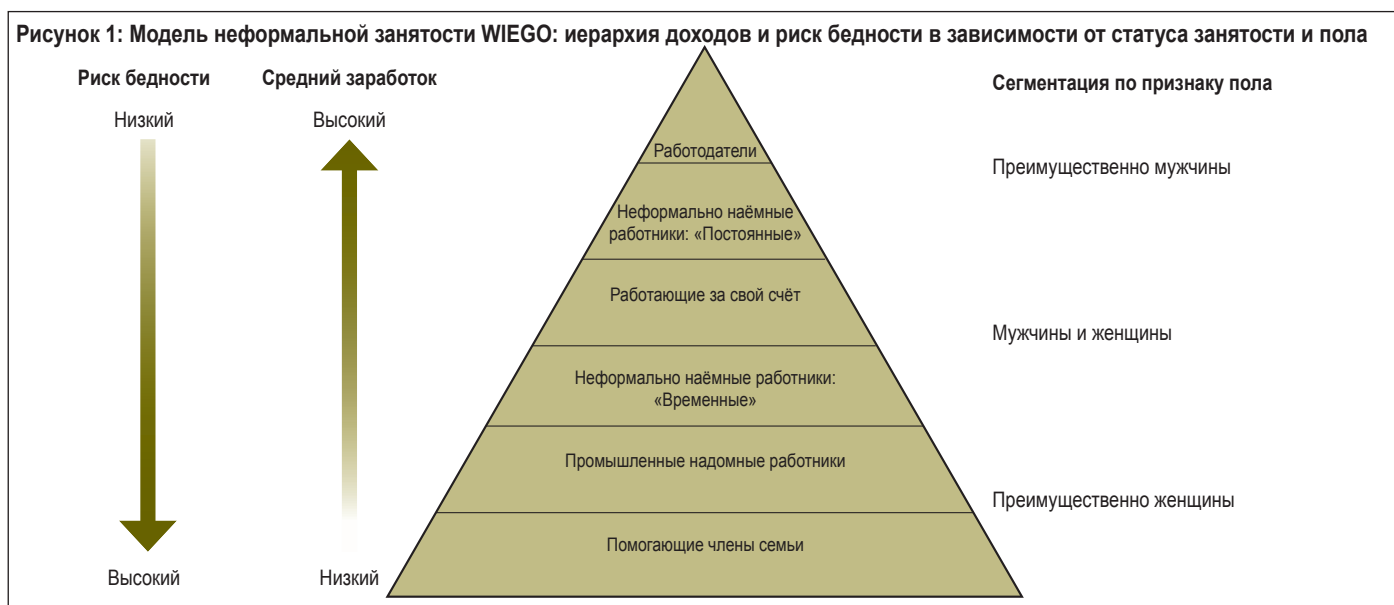 Рисунок 1: Модель неформальной занятости WIEGO: иерархия доходов и риск бедности в зависимости от статуса занятости и пола
Риск бедности
Низкий
Высокий
Средний заработок
Высокий
Низкий
Работодатели
Неформально наёмные
работники: «Постоянные»
Работающие за свой счёт
Неформально наёмные работники:
«Временные»
Промышленные надомные работники
Помогающие члены семьи
Сегментация по признаку пола
Преимущественно мужчины
Мужчины и женщины
Преимущественно женщины